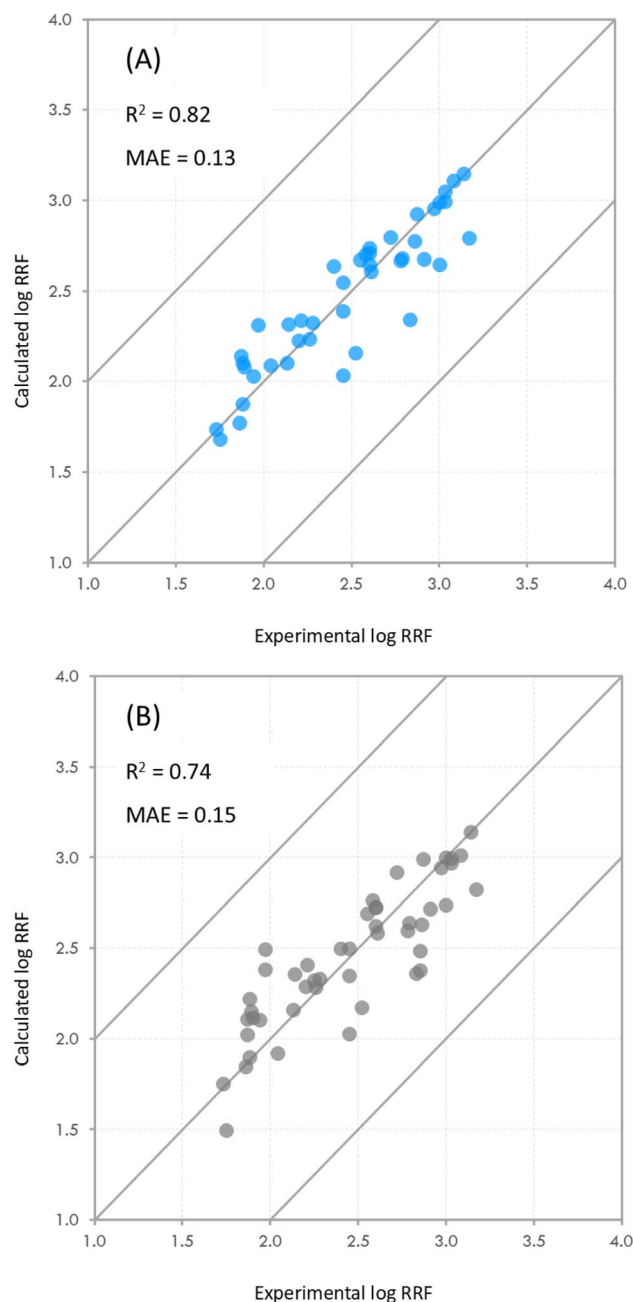 4.0
(A)
R² = 0.82
MAE = 0.13
3.5
3.0
2.5
2.0
1.5
1.0
Calculated log RRF
1.0 1.5 2.0 2.5 3.0 3.5 4.0
Experimental log RRF
4.0
(B)
R² = 0.74
MAE = 0.15
3.5
3.0
2.5
2.0
1.5
1.0
Calculated log RRF
1.0 1.5 2.0 2.5 3.0 3.5 4.0
Experimental log RRF